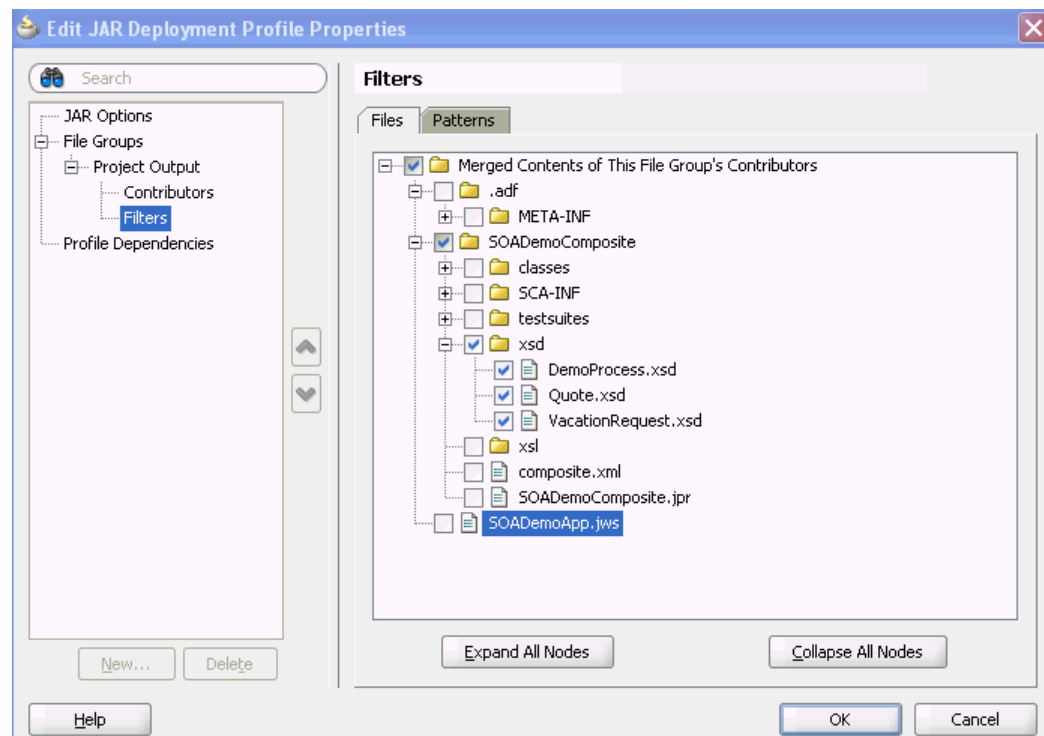 Edit JAR Deployment Profile Properties
Search
JAR Options
File Groups
Project Output
Contributors
Filters
Profile Dependencies
New...
Delete
Filters
Files
Patterns
Merged Contents of This File Group's Contributors
.adf
META-INF
SOADemoComposite
classes
SCA-INF
testsuites
xsd
DemoProcess.xsd
Quote.xsd
VacationRequest.xsd
xsl
composite.xml
SOADemoComposite.jpr
SOADemoApp.jws
Expand All Nodes
Collapse All Nodes
Help
OK
Cancel